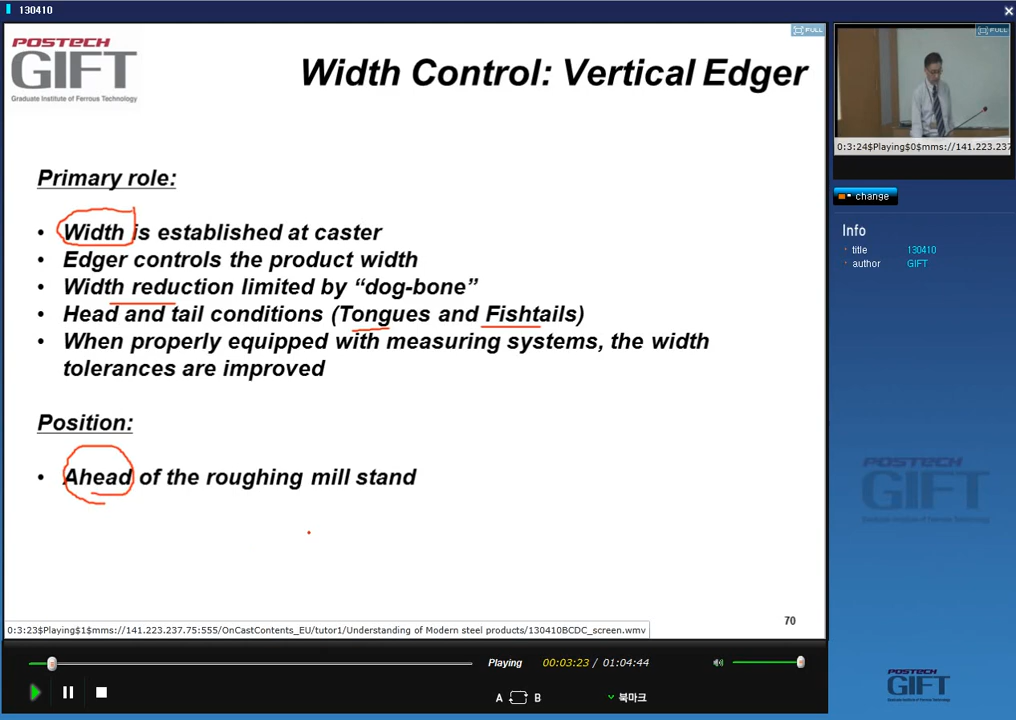 130410
POSTECH
GIFT
Graduate Institute of Ferrous Technology
Width Control: Vertical Edger
FULL
FULL
0:3:24$Playing$0$mms://141.223.237
change
Info
title 130410
author GIFT
Primary role:
• Width is established at caster
• Edger controls the product width
• Width reduction limited by “dog-bone”
• Head and tail conditions (Tongues and Fishtails)
• When properly equipped with measuring systems, the width
tolerances are improved
Position:
• Ahead of the roughing mill stand
POSTECH
GIFT
70
0:3:23$Playing$1$mms://141.223.237.75:555/OnCastContents_EU/tutor1/Understanding of Modern steel products/130410BCDC_screen.wmv
Playing 00:03:23 / 01:04:44
A B 북마크
POSTECH
GIFT